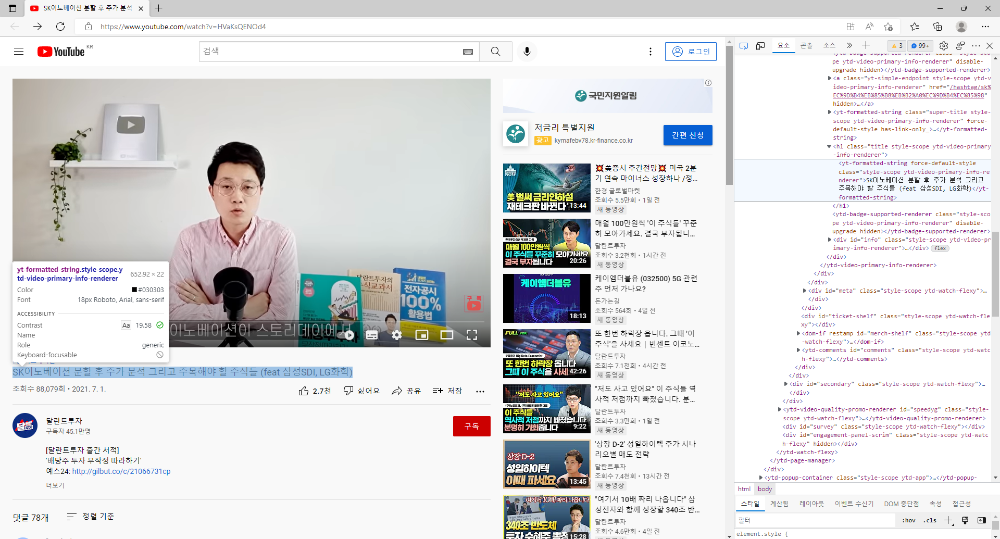 SK이노베이션 분할 후 주가 분석
https://www.youtube.com/watch?v=HVaKsQENOd4
YouTube KR
검색
로그인
yt-formatted-string.style-scope.y
td-video-primary-info-renderer
652.92 × 22
Color
#030303
Font
18px Roboto, Arial, sans-serif
ACCESSIBILITY
Contrast
Aa 19.58
Name
Role
generic
Keyboard-focusable
달란트투자의
전자공시
100%
활용법
구 독
이노베이션이 스토리데이에서
SK이노베이션 분할 후 주가 분석 그리고 주목해야 할 주식들 (feat 삼성SDI, LG화학)
조회수 88,079회 • 2021. 7. 1.
2.7천
싫어요
공유
저장
달란트투자
구독자 45.1만명
구독
[달란트투자 출간 서적]
'배당주 투자 무작정 따라하기'
예스24: http://gilbut.co/c/21066731cp
더보기
댓글 78개
정렬 기준
국민지원알림
저금리 특별지원
광고 kymafebv78.kr-finance.co.kr
간편 신청
NOW
美 벌써 금리인하설
재테크판 바뀐다
13:44
💥美증시 주간전망💥 미국 2분
기 연속 마이너스 성장하나 /정...
한경 글로벌마켓
조회수 5.5만회 • 1일 전
새 동영상
매월 100만원씩
이 주식들 꾸준히 모아가세요
결국 부자됩니다
20:26
매월 100만원씩 '이 주식들' 꾸준
히 모아가세요. 결국 부자됩니...
달란트투자
조회수 3.2천회 • 1시간 전
새 동영상
케이엠더블유
18:13
케이엠더블유 (032500) 5G 관련
주 먼저 가나요?
돈가는길
조회수 564회 • 4일 전
새 동영상
FULL VER.
Big Data Economist
또 한번 하락장 옵니다
그때 이 주식을 사세
42:26
또 한번 하락장 옵니다. 그때 '이
주식'을 사세요 | 빈센트 이코노...
달란트투자
조회수 7.1천회 • 4시간 전
새 동영상
"저도 사고 있어요"
이 주식들
역사적 저점까지 빠졌습니다
분명히 기회줍니다
9:22
"저도 사고 있어요" 이 주식들 역
사적 저점까지 빠졌습니다. 분...
달란트투자
조회수 3.3만회 • 1일 전
새 동영상
상장 D-2
성일하이텍
이때 파세요
13:45
'상장 D-2' 성일하이텍 주가 시나
리오별 매도 전략
달란트투자
조회수 7.4천회 • 13시간 전
새 동영상
여기서 10배 짜리 나옵니다
340조 반도체
15:28
"여기서 10배 짜리 나옵니다" 삼
성전자와 함께 성장할 340조 반...
달란트투자
조회수 4.6만회 • 4일 전
요소
콘솔
소스
3
99+
pe ytd-video-primary-info-renderer" disable-
upgrade hidden></ytd-badge-supported-renderer>
<a class="yt-simple-endpoint style-scope ytd-v
ideo-primary-info-renderer" href="/hashtag/sk%
EC%9D%B4%EB%85%B8%EB%B2%A0%EC%9D%B4%EC%85%98"
hidden>…</a>
<yt-formatted-string class="super-title style-
scope ytd-video-primary-info-renderer" force-
default-style has-link-only_>…</yt-formatted-
string>
<h1 class="title style-scope ytd-video-primary
-info-renderer">
<yt-formatted-string force-default-style
class="style-scope ytd-video-primary-info-re
nderer">SK이노베이션 분할 후 주가 분석 그리고
주목해야 할 주식들 (feat 삼성SDI, LG화학)</yt-
formatted-string>
</h1>
<ytd-badge-supported-renderer class="style-sco
pe ytd-video-primary-info-renderer" disable-
upgrade hidden></ytd-badge-supported-renderer>
<div id="info" class="style-scope ytd-video-pr
imary-info-renderer">…</div> flex
</div>
</ytd-video-primary-info-renderer>
</div>
</div>
<div id="meta" class="style-scope ytd-watch-flexy">…
</div>
</div>
<div id="ticket-shelf" class="style-scope ytd-watch-fle
xy"></div>
<dom-if restamp id="merch-shelf" class="style-scope ytd
-watch-flexy">…</dom-if>
<ytd-comments id="comments" class="style-scope ytd-watc
h-flexy">…</ytd-comments>
</div>
</div>
<div id="secondary" class="style-scope ytd-watch-flexy">…
</div>
</div>
<ytd-video-quality-promo-renderer id="speedyg" class="style-
scope ytd-watch-flexy">…</ytd-video-quality-promo-renderer>
<div id="survey" class="style-scope ytd-watch-flexy"></div>
<div id="engagement-panel-scrim" class="style-scope ytd-watc
h-flexy" hidden></div>
</ytd-watch-flexy>
</ytd-page-manager>
</div>
<ytd-popup-container class="style-scope ytd-app">…</ytd-popup-
html
body
스타일
계산됨
레이아웃
이벤트 수신기
DOM 중단점
속성
접근성
필터
:hov
.cls
element.style {